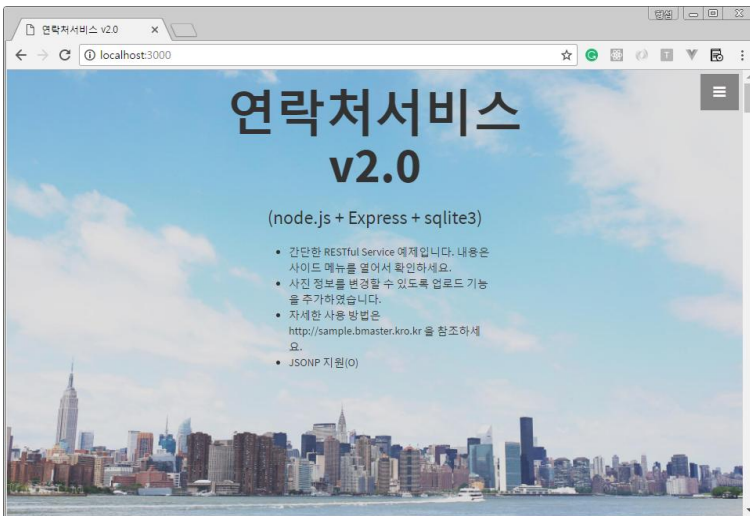 형섭
연락처서비스 v2.0
localhost:3000
연락처서비스
v2.0
(node.js + Express + sqlite3)
간단한 RESTful Service 예제입니다. 내용은
사이드 메뉴를 열어서 확인하세요.
사진 정보를 변경할 수 있도록 업로드 기능
을 추가하였습니다.
자세한 사용 방법은
http://sample.bmaster.kro.kr 을 참조하세
요.
JSONP 지원(O)